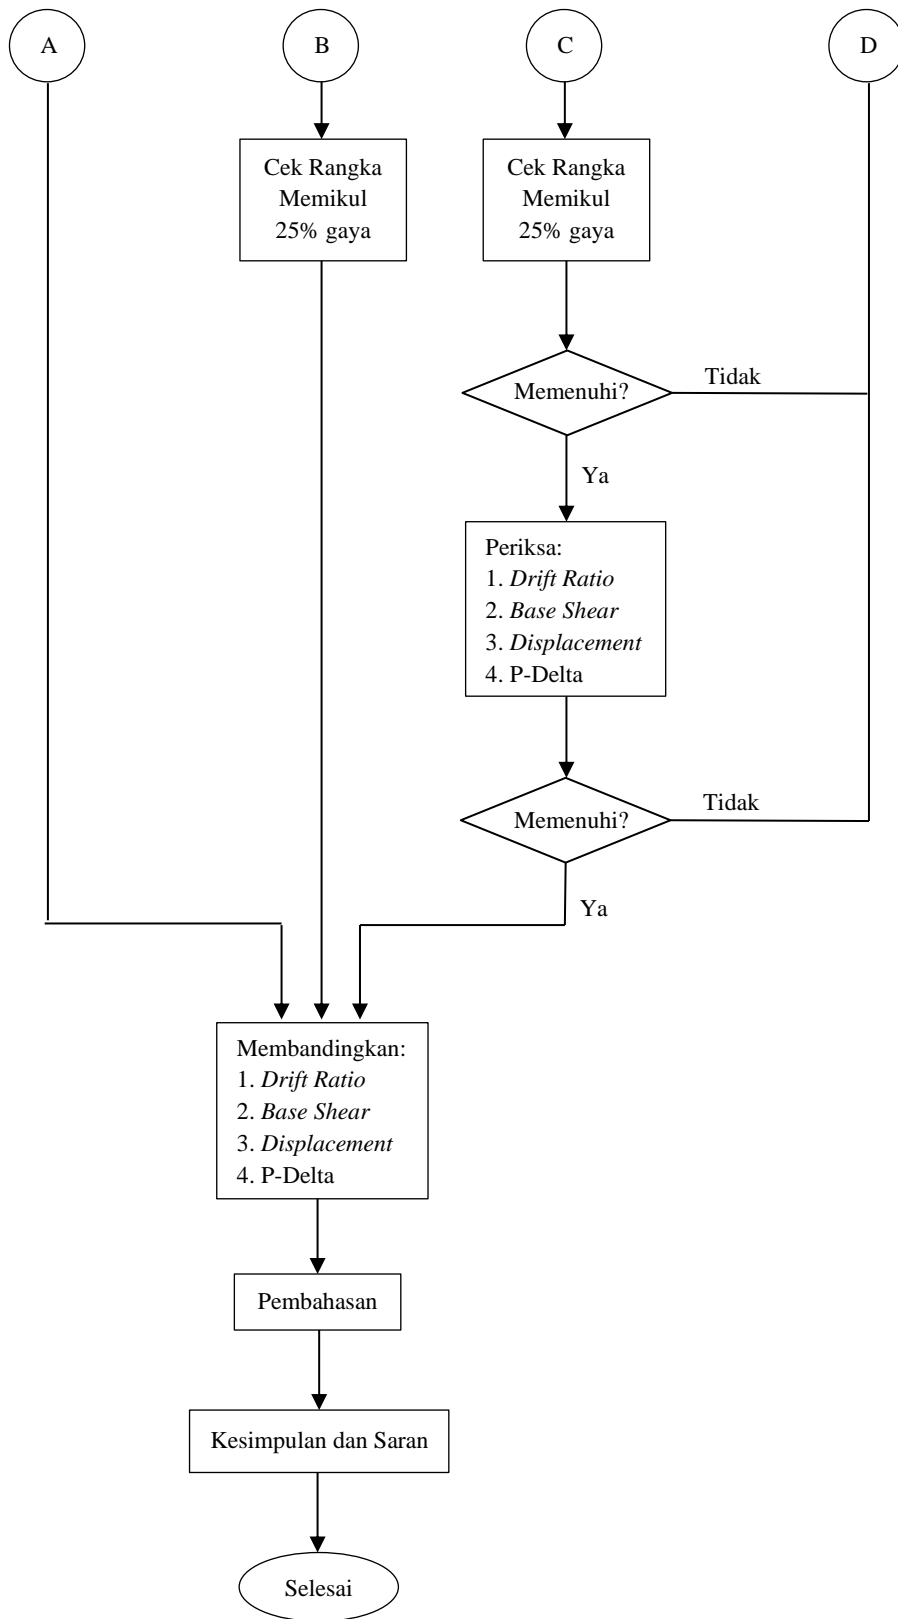 A
B
C
D
Cek Rangka
Memikul
25% gaya
Cek Rangka
Memikul
25% gaya
Memenuhi?
Tidak
Ya
Periksa:
1. Drift Ratio
2. Base Shear
3. Displacement
4. P-Delta
Memenuhi?
Tidak
Ya
Membandingkan:
1. Drift Ratio
2. Base Shear
3. Displacement
4. P-Delta
Pembahasan
Kesimpulan dan Saran
Selesai